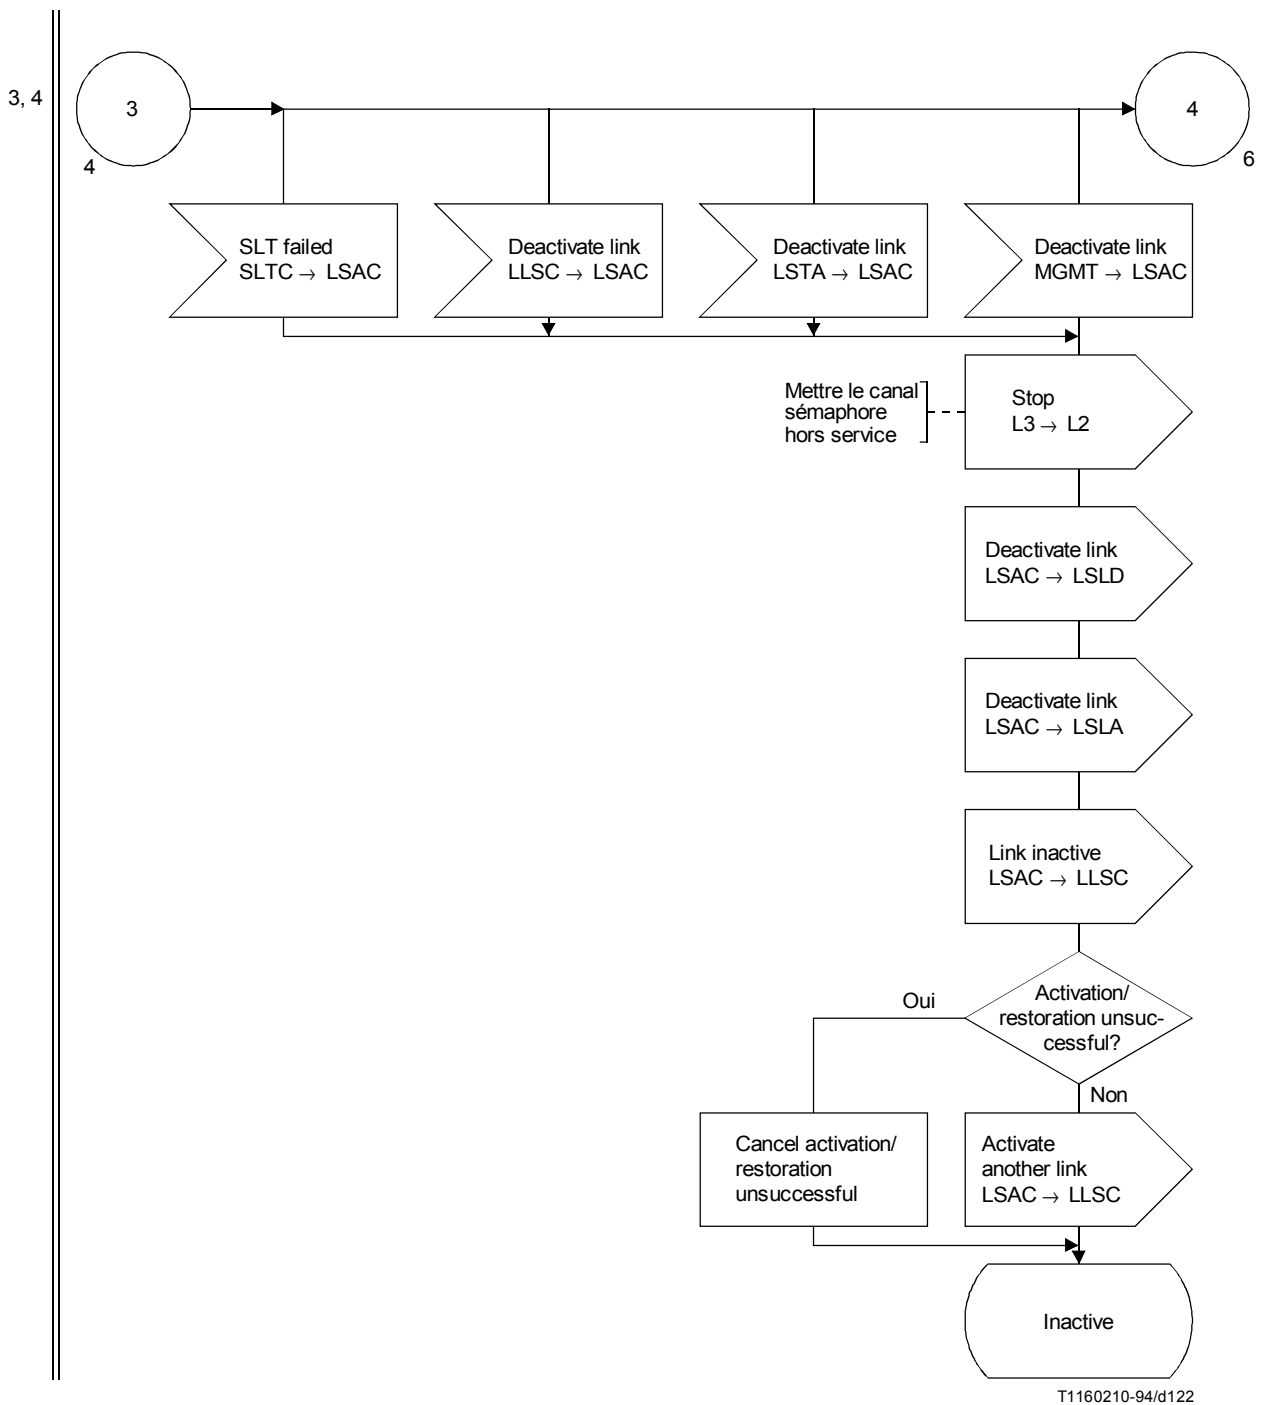 3, 4
3
4
4
6
SLT failed
SLTC → LSAC
Deactivate link
LLSC → LSAC
Deactivate link
LSTA → LSAC
Deactivate link
MGMT → LSAC
Mettre le canal
sémaphore
hors service
Stop
L3 → L2
Deactivate link
LSAC → LSLD
Deactivate link
LSAC → LSLA
Link inactive
LSAC → LLSC
Oui
Activation/
restoration unsuc-
cessful?
Non
Cancel activation/
restoration
unsuccessful
Activate
another link
LSAC → LLSC
Inactive
T1160210-94/d122